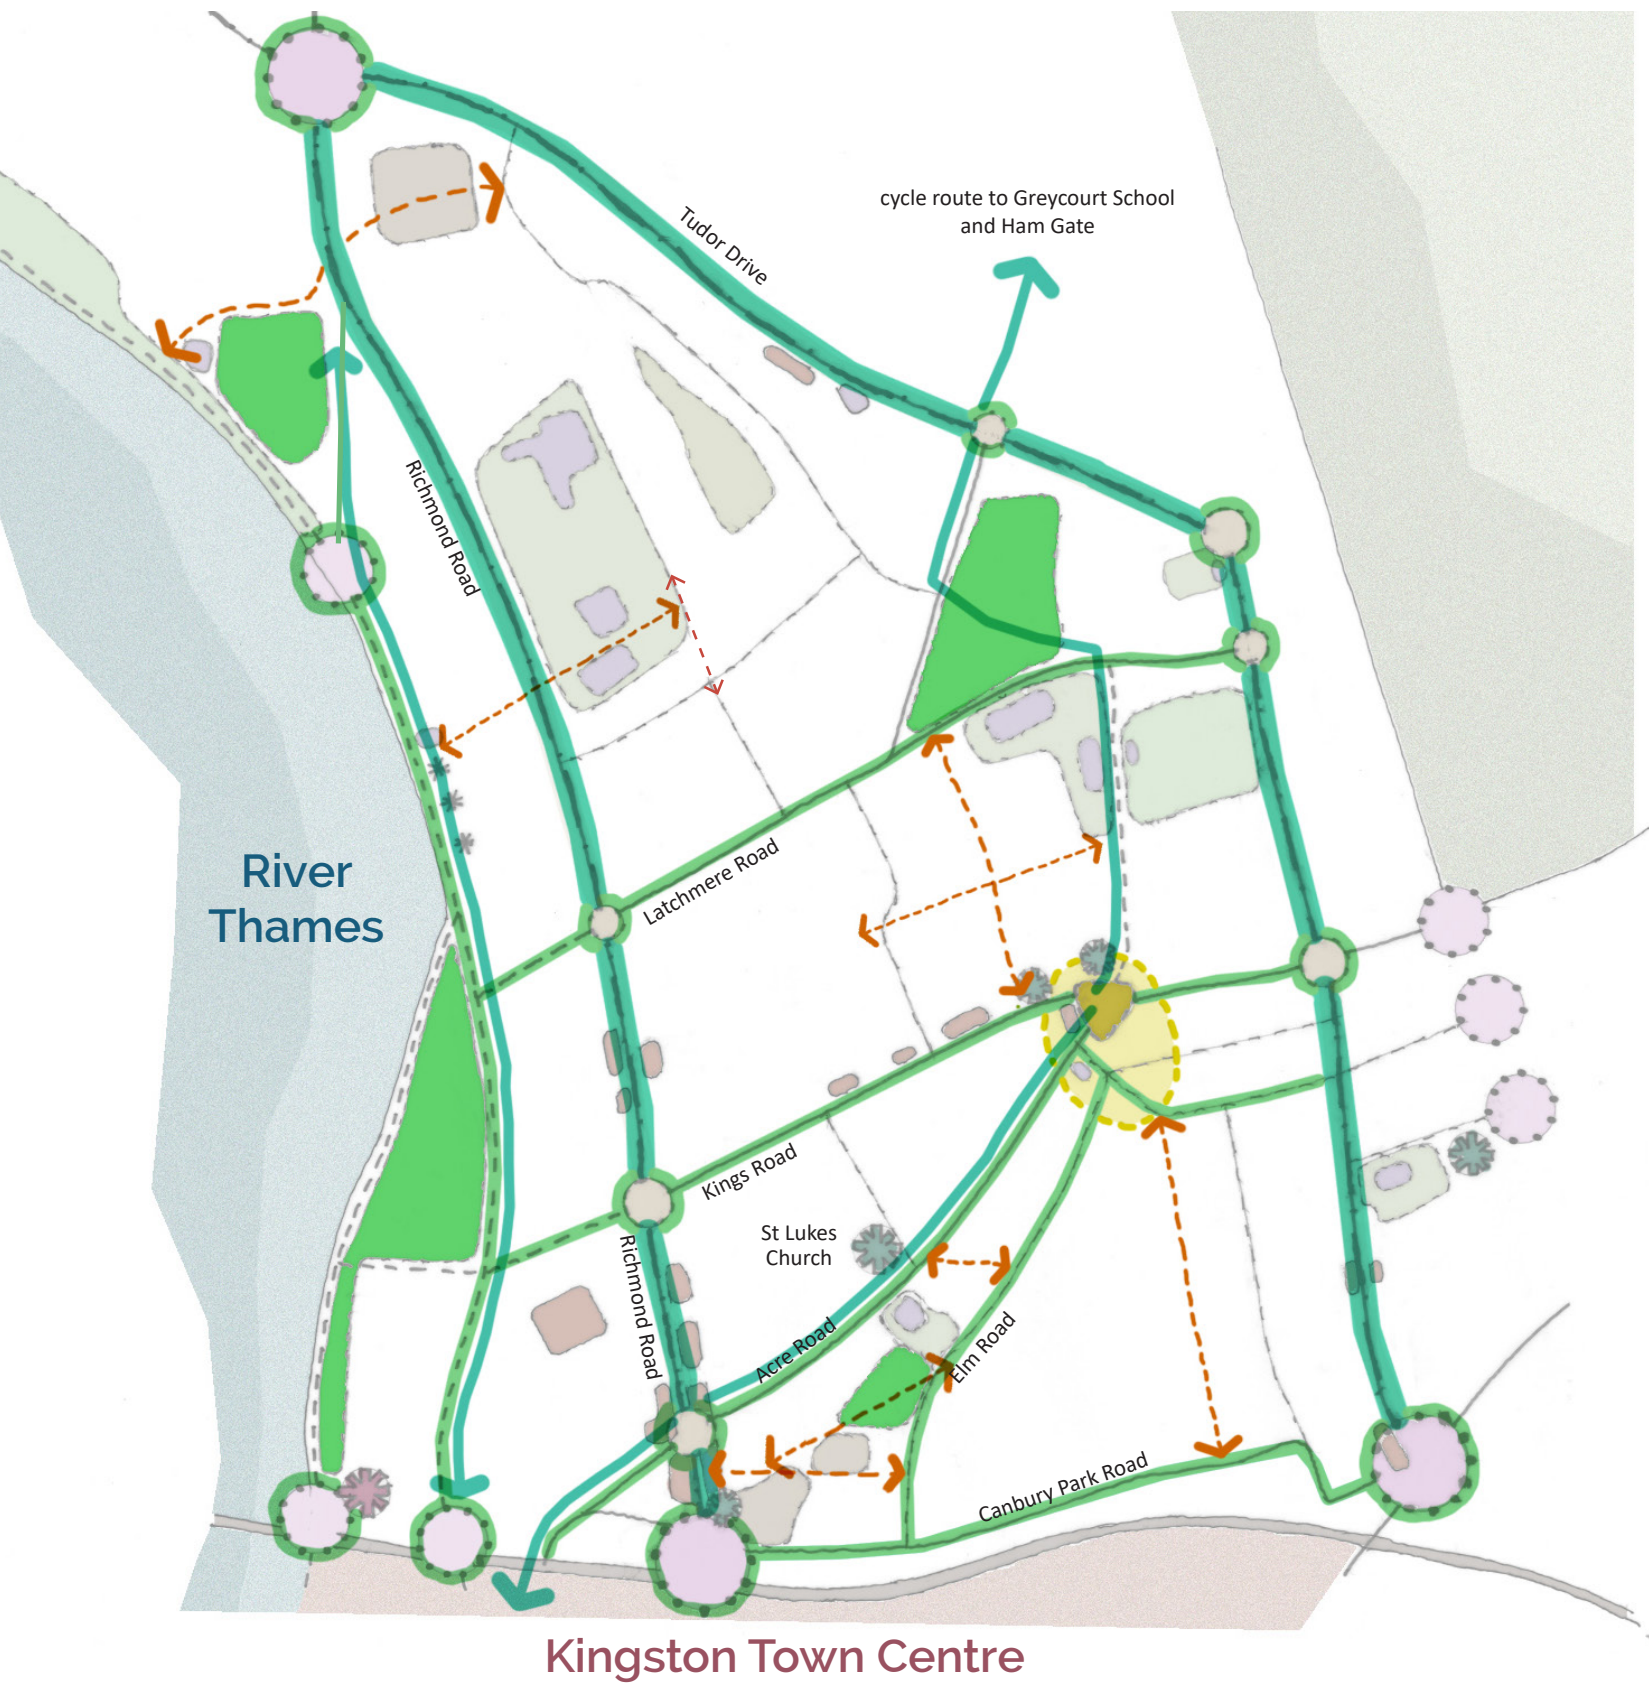 cycle route to Greycourt School
and Ham Gate
Tudor Drive
Richmond Road
River
Thames
Latchmere Road
Kings Road
St Lukes
Church
Richmond Road
Acre Road
Elm Road
Canbury Park Road
Kingston Town Centre